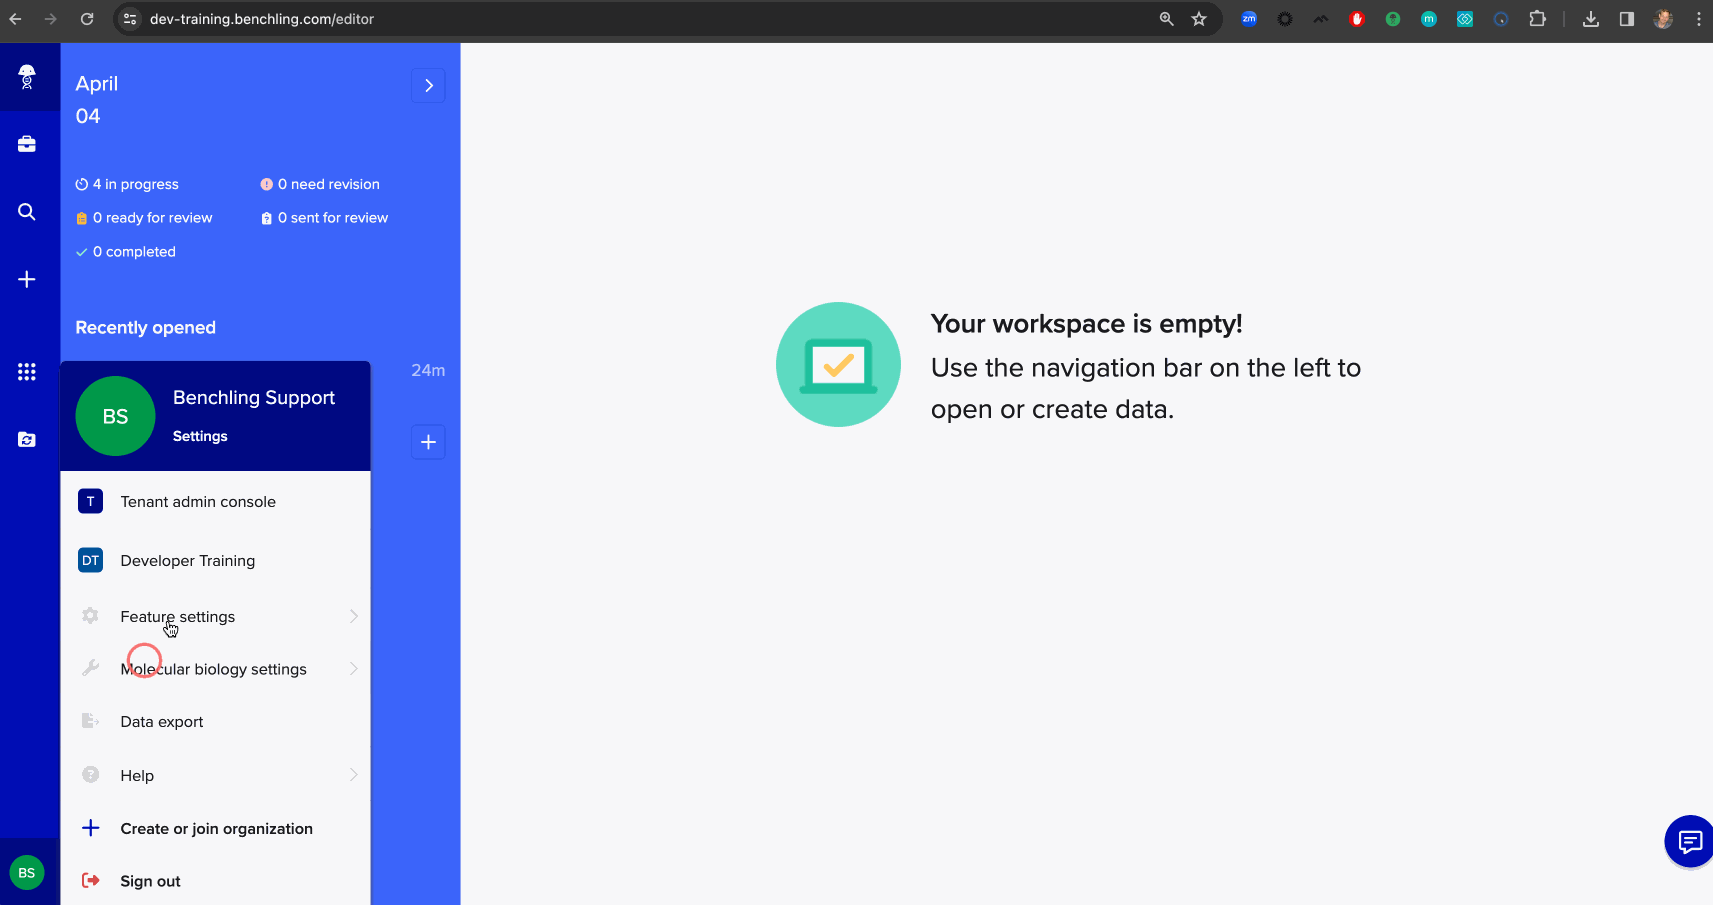 dev-training.benchling.com/editor
zm
m
April
04
4 in progress
0 need revision
0 ready for review
0 sent for review
0 completed
Recently opened
24m
BS
Benchling Support
Settings
T
Tenant admin console
DT
Developer Training
Feature settings
Molecular biology settings
Data export
Help
Create or join organization
Sign out
BS
Your workspace is empty!
Use the navigation bar on the left to
open or create data.